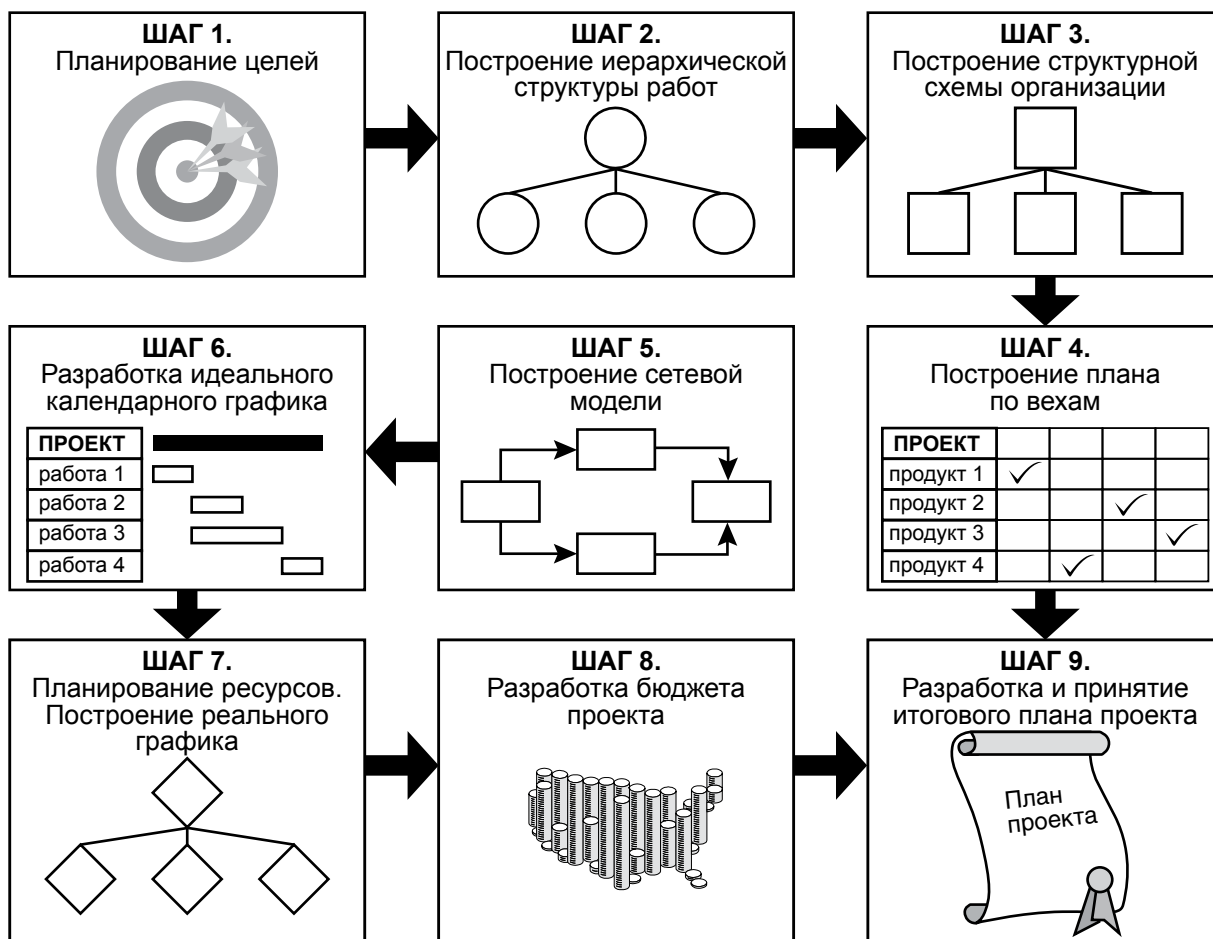 ШАГ 1.
Планирование целей
ШАГ 2.
Построение иерархической
структуры работ
ШАГ 3.
Построение структурной
схемы организации
ШАГ 6.
Разработка идеального
календарного графика
ПРОЕКТ
работа 1
работа 2
работа 3
работа 4
ШАГ 5.
Построение сетевой
модели
ШАГ 4.
Построение плана
по вехам
ПРОЕКТ
продукт 1
продукт 2
продукт 3
продукт 4
ШАГ 7.
Планирование ресурсов.
Построение реального
графика
ШАГ 8.
Разработка бюджета
проекта
ШАГ 9.
Разработка и принятие
итогового плана проекта
План
проекта